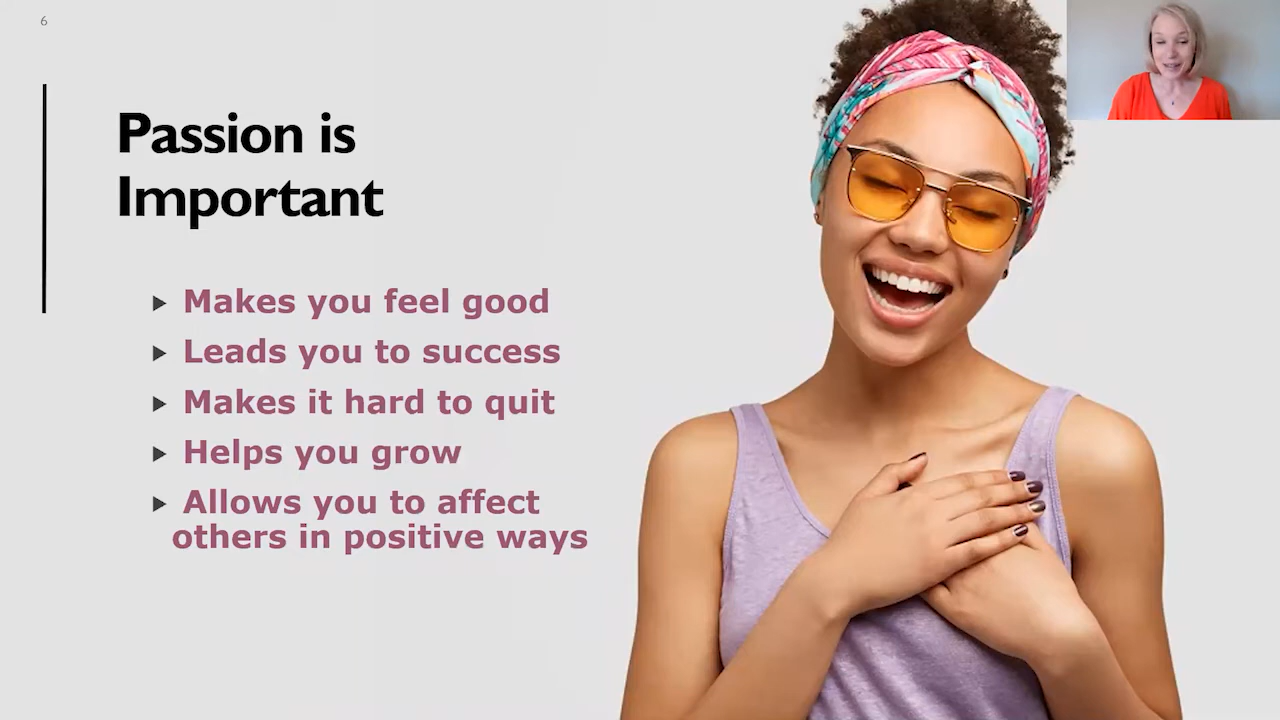 6
Passion is
Important
Makes you feel good
Leads you to success
Makes it hard to quit
Helps you grow
Allows you to affect
others in positive ways